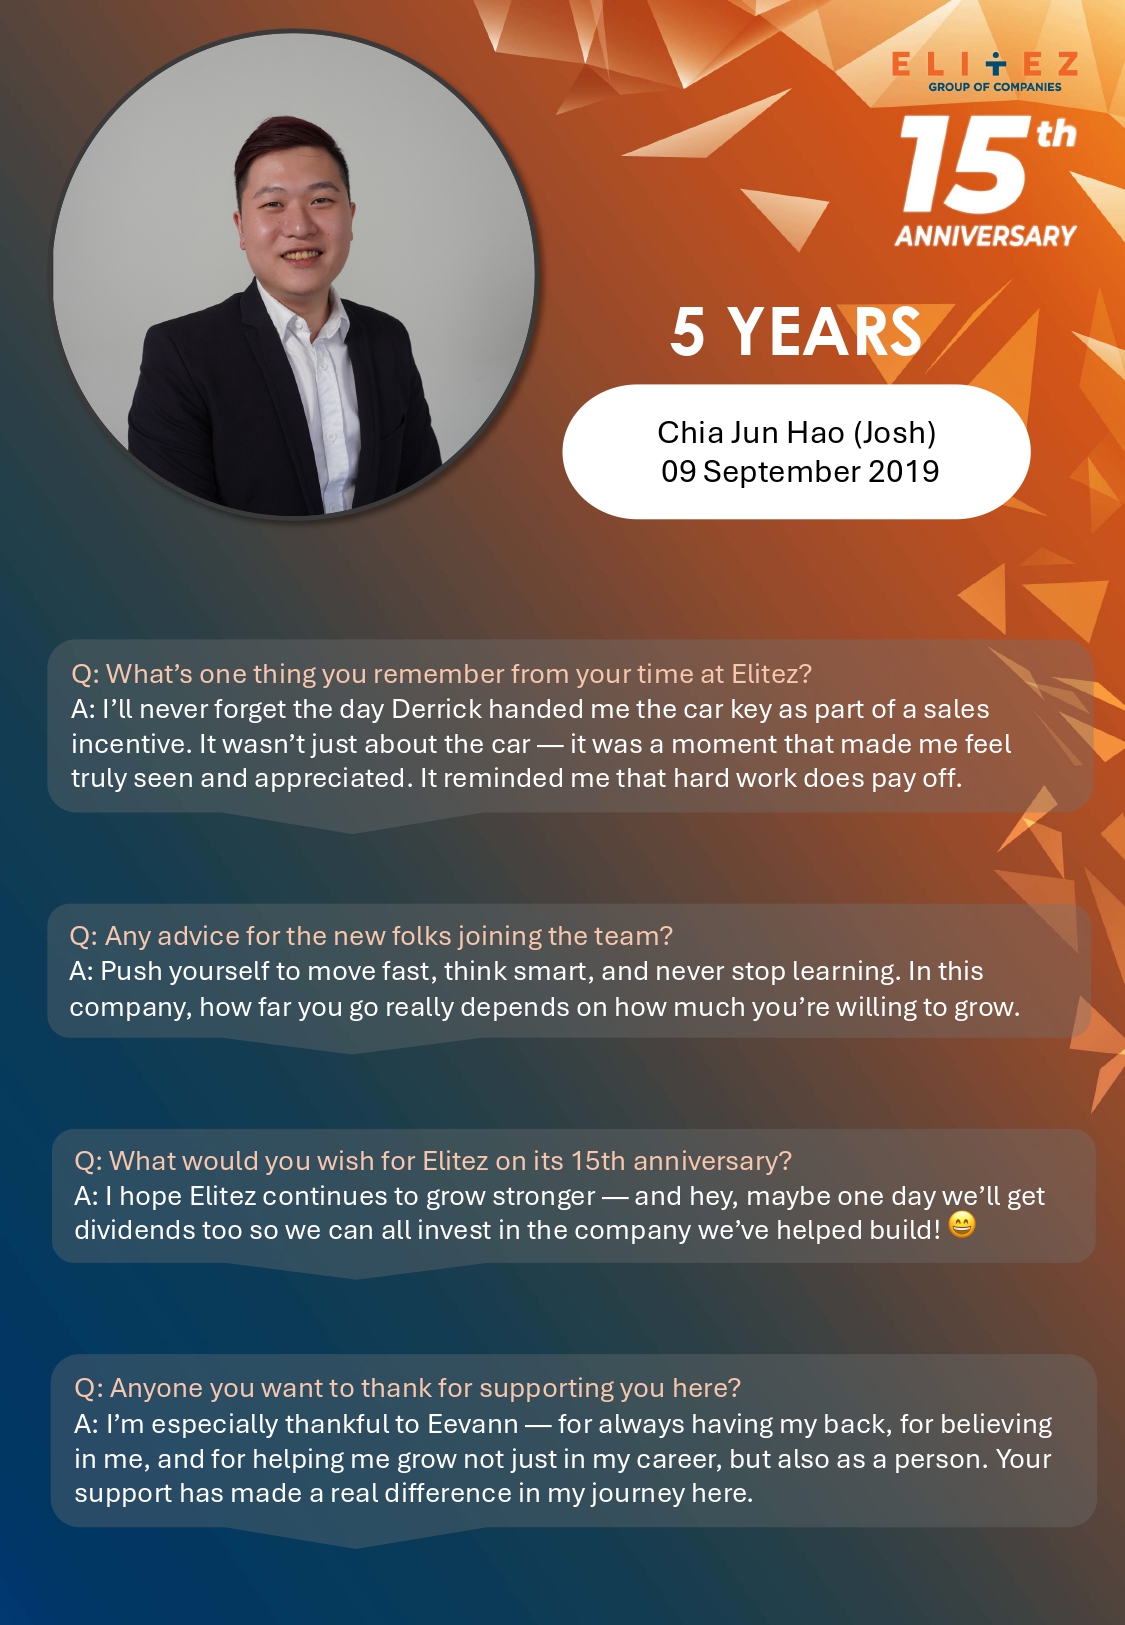 ELITEZ
GROUP OF COMPANIES
15th
ANNIVERSARY
5 YEARS
Chia Jun Hao (Josh)
09 September 2019
Q: What’s one thing you remember from your time at Elitez?
A: I’ll never forget the day Derrick handed me the car key as part of a sales
incentive. It wasn’t just about the car — it was a moment that made me feel
truly seen and appreciated. It reminded me that hard work does pay off.
Q: Any advice for the new folks joining the team?
A: Push yourself to move fast, think smart, and never stop learning. In this
company, how far you go really depends on how much you’re willing to grow.
Q: What would you wish for Elitez on its 15th anniversary?
A: I hope Elitez continues to grow stronger — and hey, maybe one day we’ll get
dividends too so we can all invest in the company we’ve helped build! 😄
Q: Anyone you want to thank for supporting you here?
A: I’m especially thankful to Eevann — for always having my back, for believing
in me, and for helping me grow not just in my career, but also as a person. Your
support has made a real difference in my journey here.